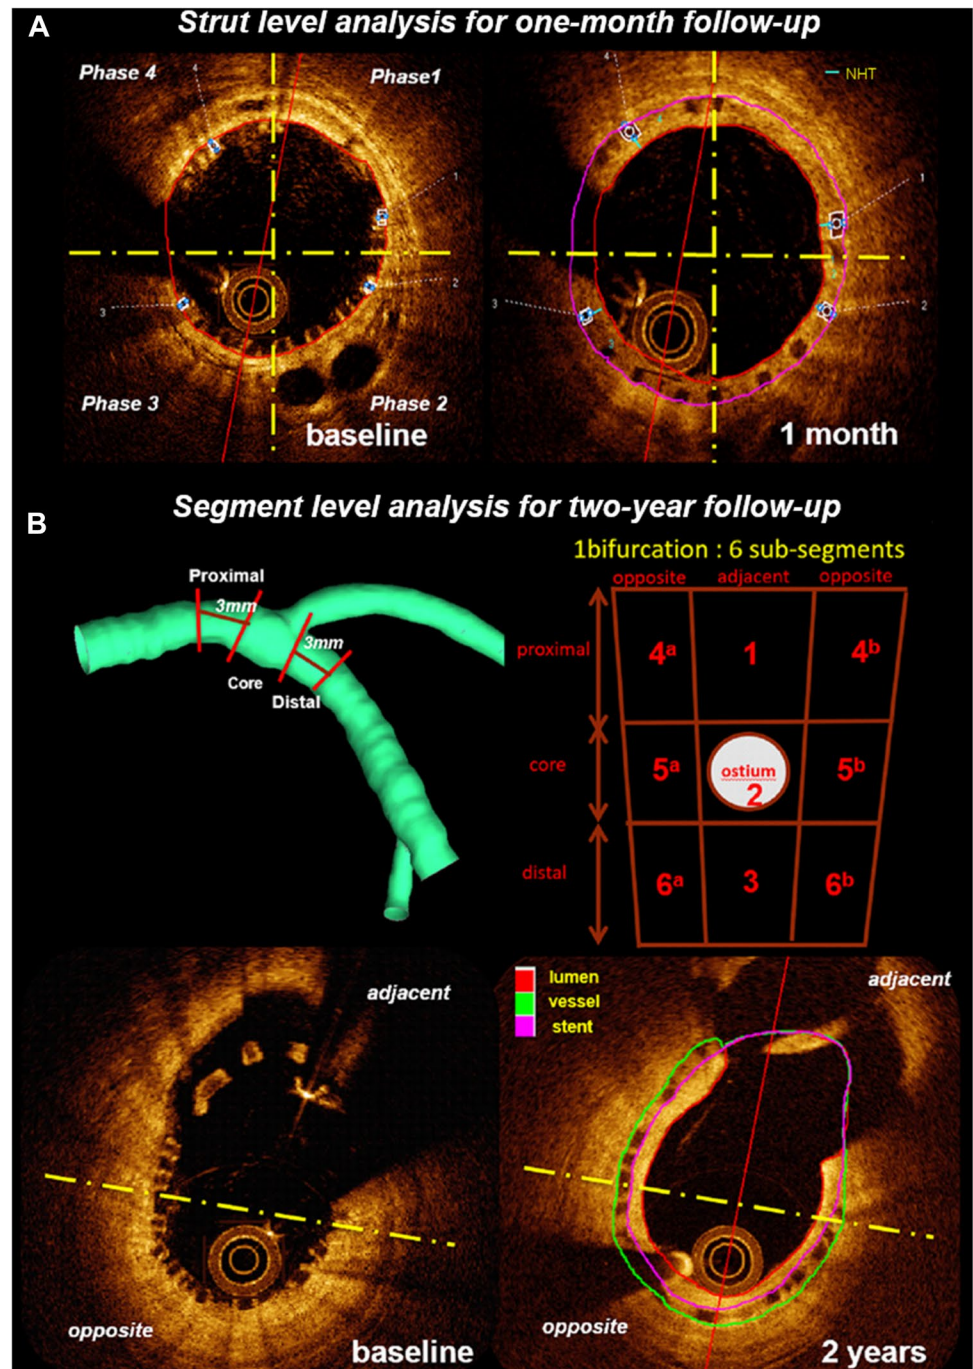 A
Strut level analysis for one-month follow-up
Phase 4
Phase1
4
1
2
3
Phase 3
Phase 2
baseline
NHT
4
1
2
3
1 month
B
Segment level analysis for two-year follow-up
Proximal
3mm
3mm
Core
Distal
1bifurcation : 6 sub-segments
opposite adjacent opposite
proximal
4a 1 4b
core
5a ostium 5b
2
distal
6a 3 6b
adjacent
opposite
baseline
lumen
vessel
stent
adjacent
opposite
2 years